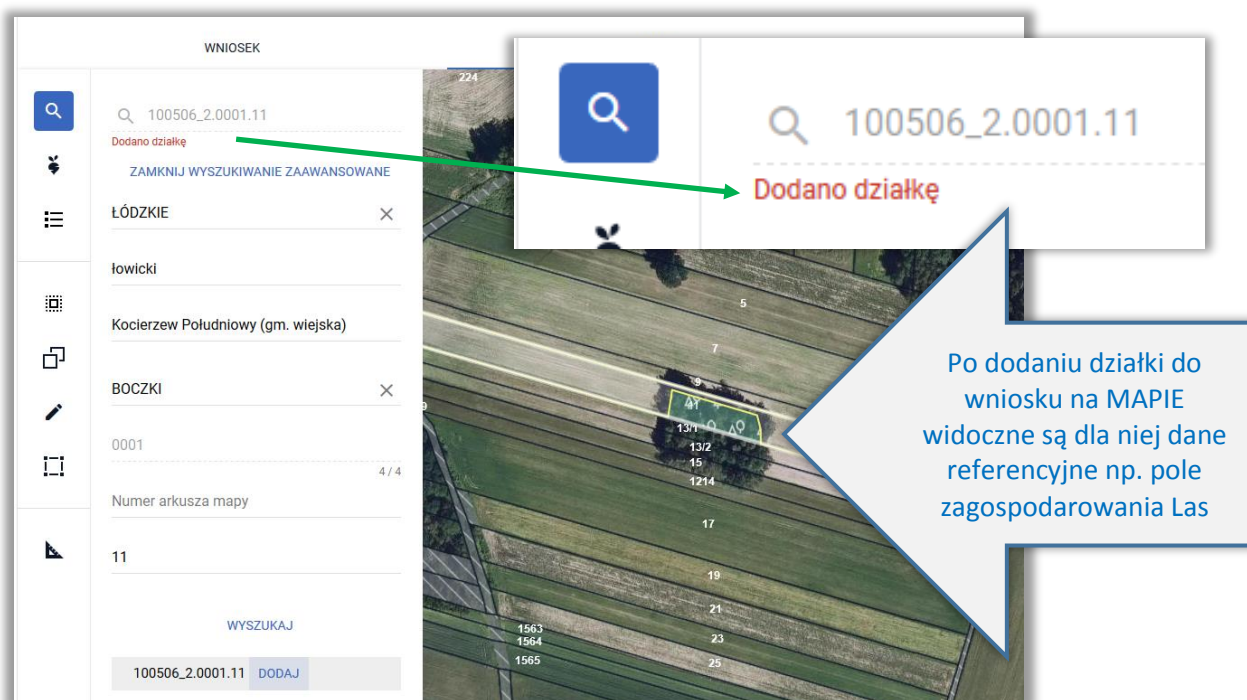 WNIOSEK
100506_2.0001.11
Dodano działkę
ZAMKNIJ WYSZUKIWANIE ZAAWANSOWANE
ŁÓDZKIE
łowicki
Kocierzew Południowy (gm. wiejska)
BOCZKI
0001
4 / 4
Numer arkusza mapy
11
WYSZUKAJ
100506_2.0001.11 DODAJ
100506_2.0001.11
Dodano działkę
224
5
7
9
13/1
13/2
15
1214
17
19
21
23
25
1563
1564
1565
Po dodaniu działki do
wniosku na MAPIE
widoczne są dla niej dane
referencyjne np. pole
zagospodarowania Las